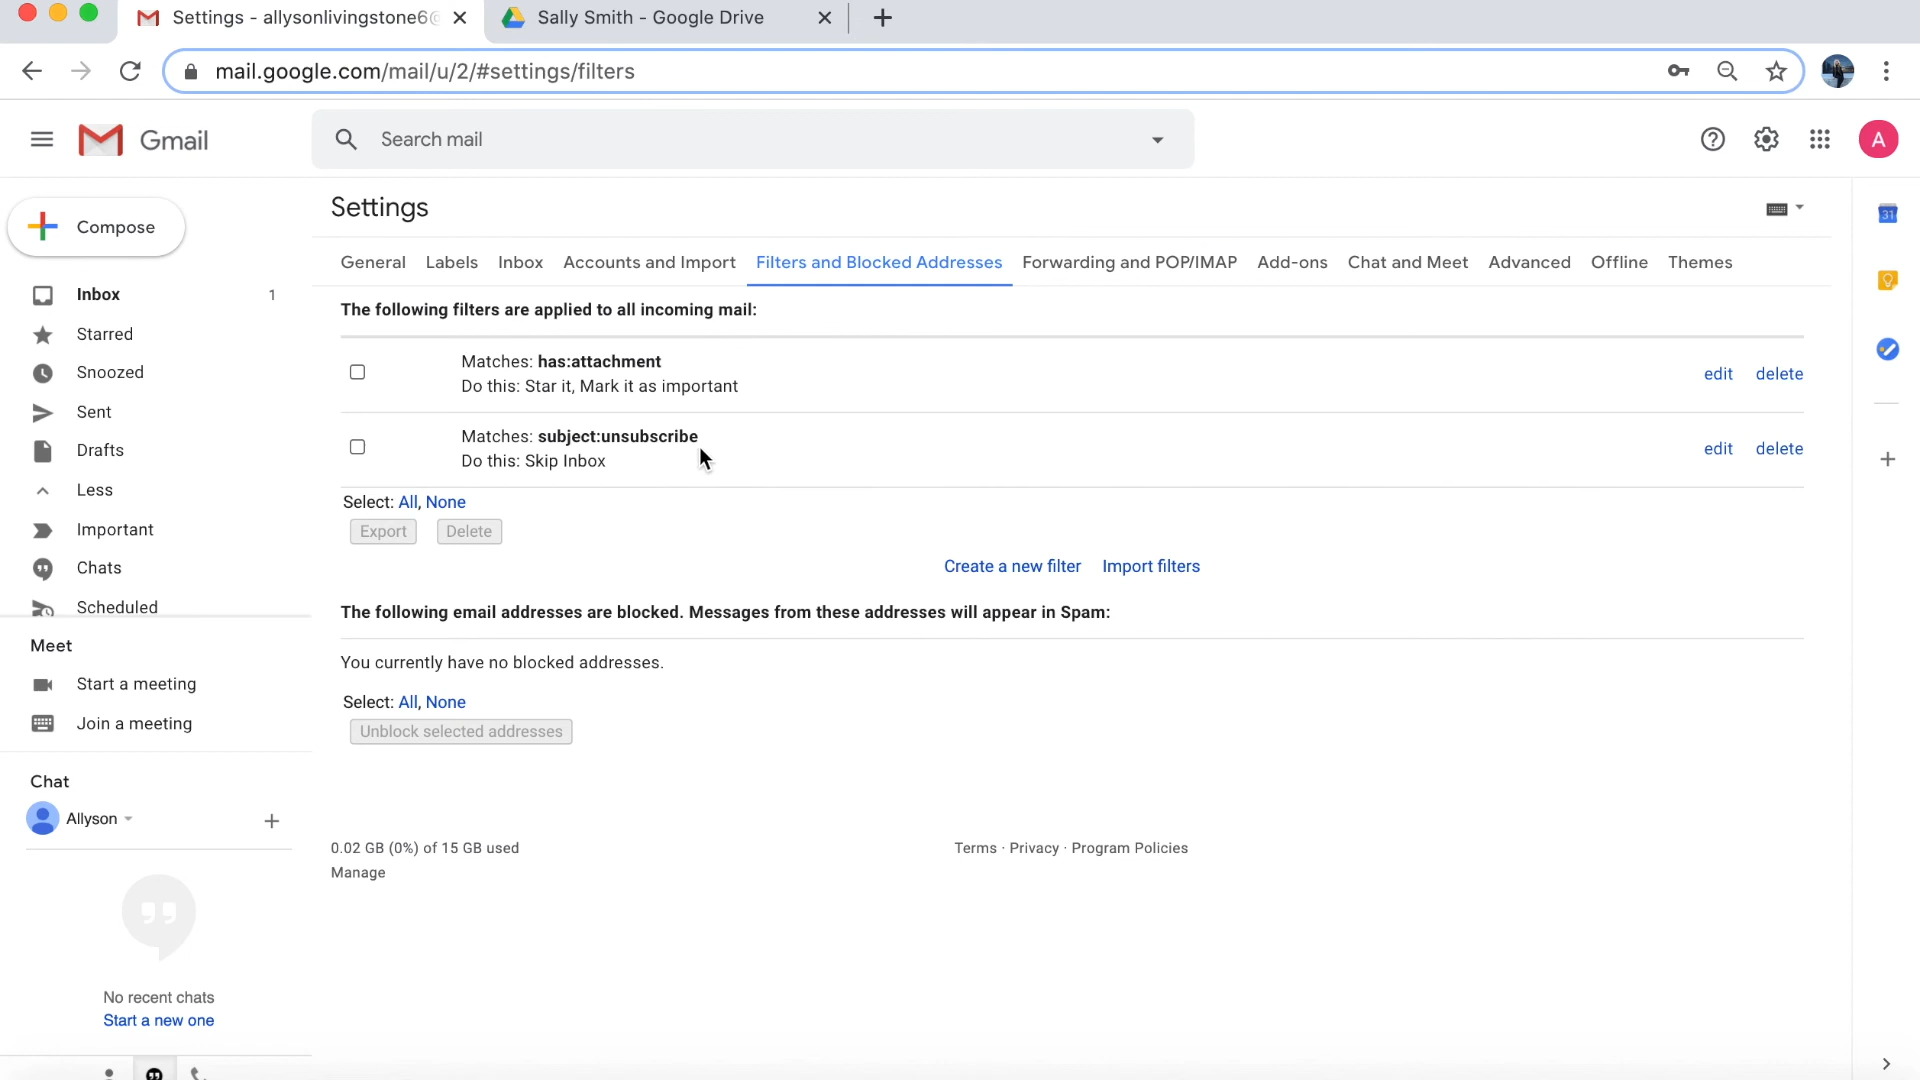 Settings - allysonlivingstone6@
Sally Smith - Google Drive
mail.google.com/mail/u/2/#settings/filters
Gmail
Search mail
A
Compose
Inbox 1
Starred
Snoozed
Sent
Drafts
Less
Important
Chats
Scheduled
Meet
Start a meeting
Join a meeting
Chat
Allyson
No recent chats
Start a new one
Settings
General Labels Inbox Accounts and Import Filters and Blocked Addresses Forwarding and POP/IMAP Add-ons Chat and Meet Advanced Offline Themes
The following filters are applied to all incoming mail:
Matches: has:attachment
Do this: Star it, Mark it as important
edit delete
Matches: subject:unsubscribe
Do this: Skip Inbox
edit delete
Select: All, None
Export Delete
Create a new filter Import filters
The following email addresses are blocked. Messages from these addresses will appear in Spam:
You currently have no blocked addresses.
Select: All, None
Unblock selected addresses
0.02 GB (0%) of 15 GB used
Manage
Terms · Privacy · Program Policies
31